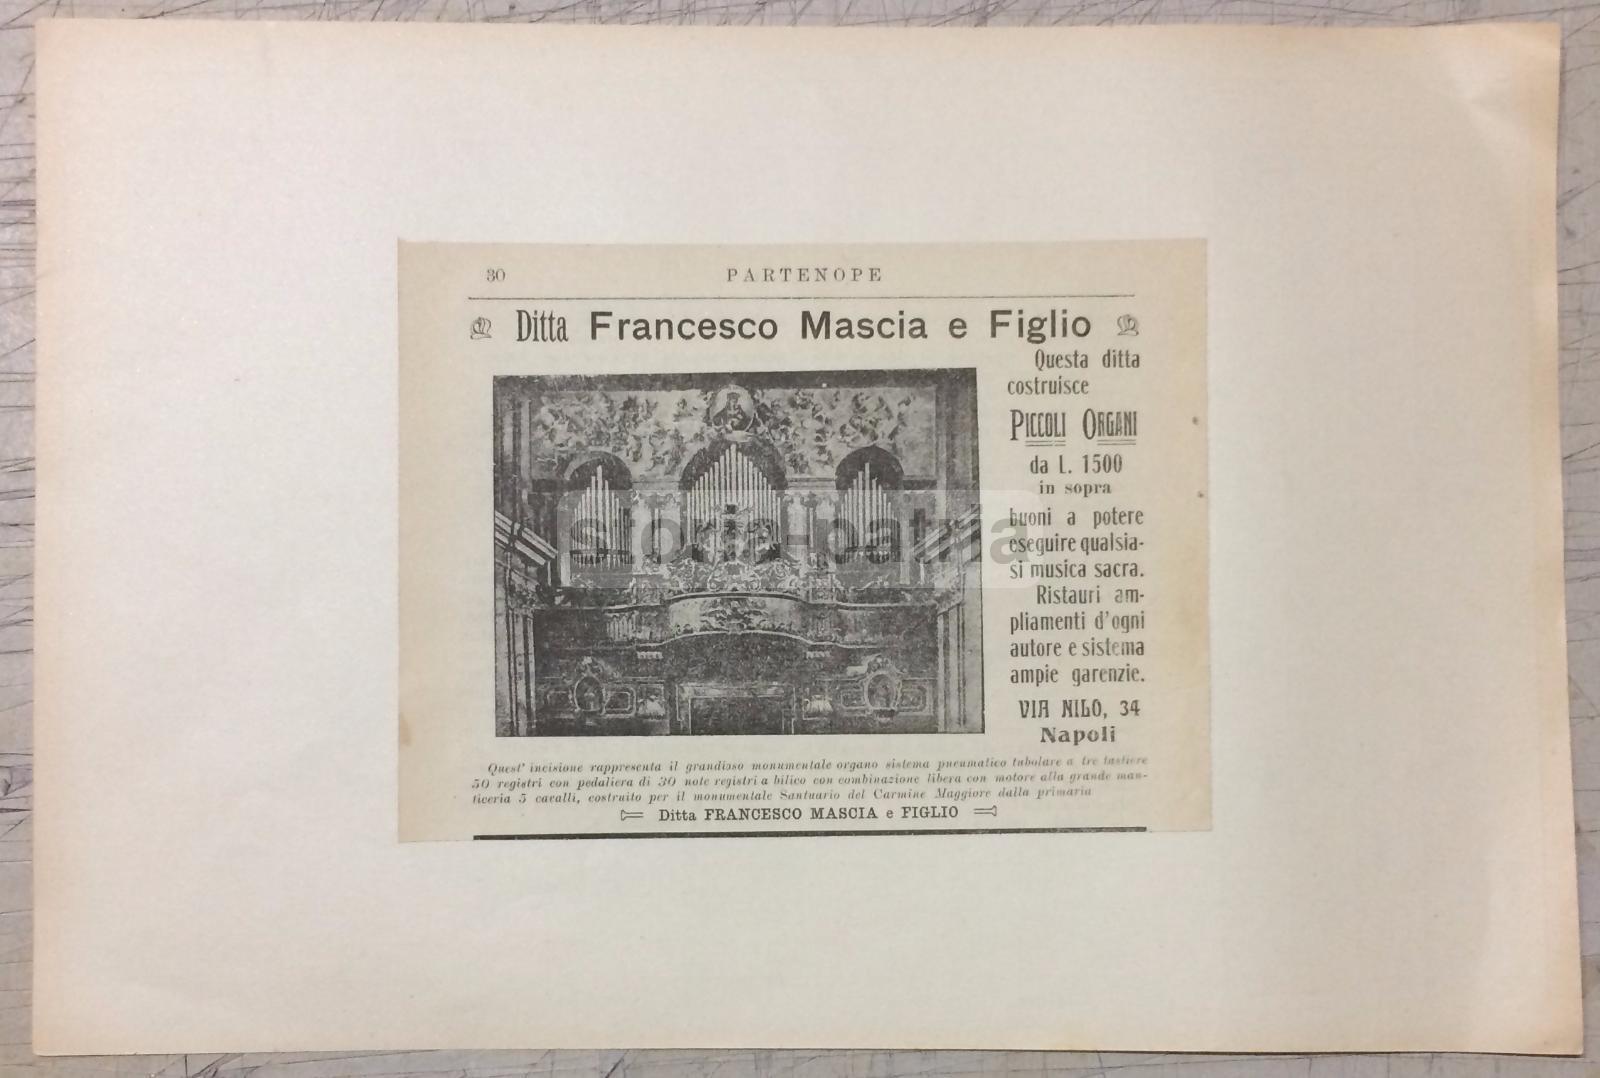 30
PARTENOPE
Ditta Francesco Mascia e Figlio
Questa ditta
costruisce
PICCOLI ORGANI
da L. 1500
in sopra
buoni a potere
eseguire qualsia-
si musica sacra.
Ristauri am-
pliamenti d'ogni
autore e sistema
ampie garenzie.
VIA NILO, 34
Napoli
storia-patria
Quest' incisione rappresenta il grandioso monumentale organo sistema pneumatico tubolare a tre tastiere
50 registri con pedaliera di 30 note registri a bilico con combinazione libera con motore alla grande man-
ticeria 5 cavalli, costruito per il monumentale Santuario del Carmine Maggiore dalla primaria
Ditta FRANCESCO MASCIA e FIGLIO